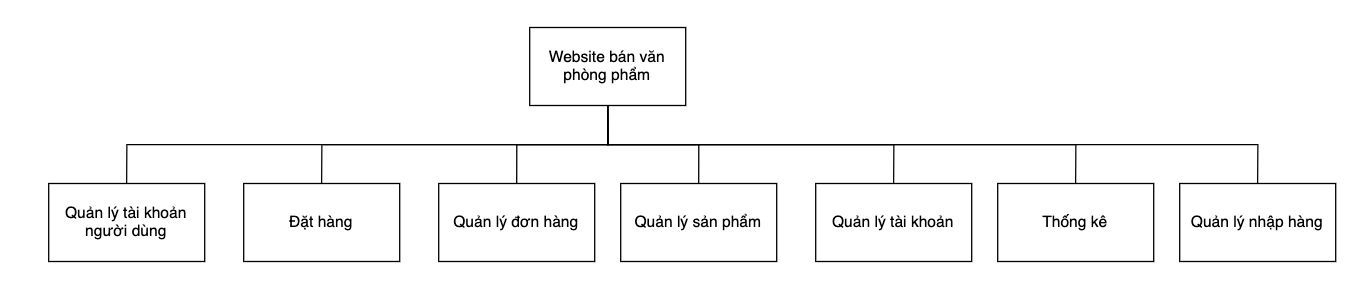 Website bán văn
phòng phẩm
Quản lý tài khoản
người dùng
Đặt hàng
Quản lý đơn hàng
Quản lý sản phẩm
Quản lý tài khoản
Thống kê
Quản lý nhập hàng